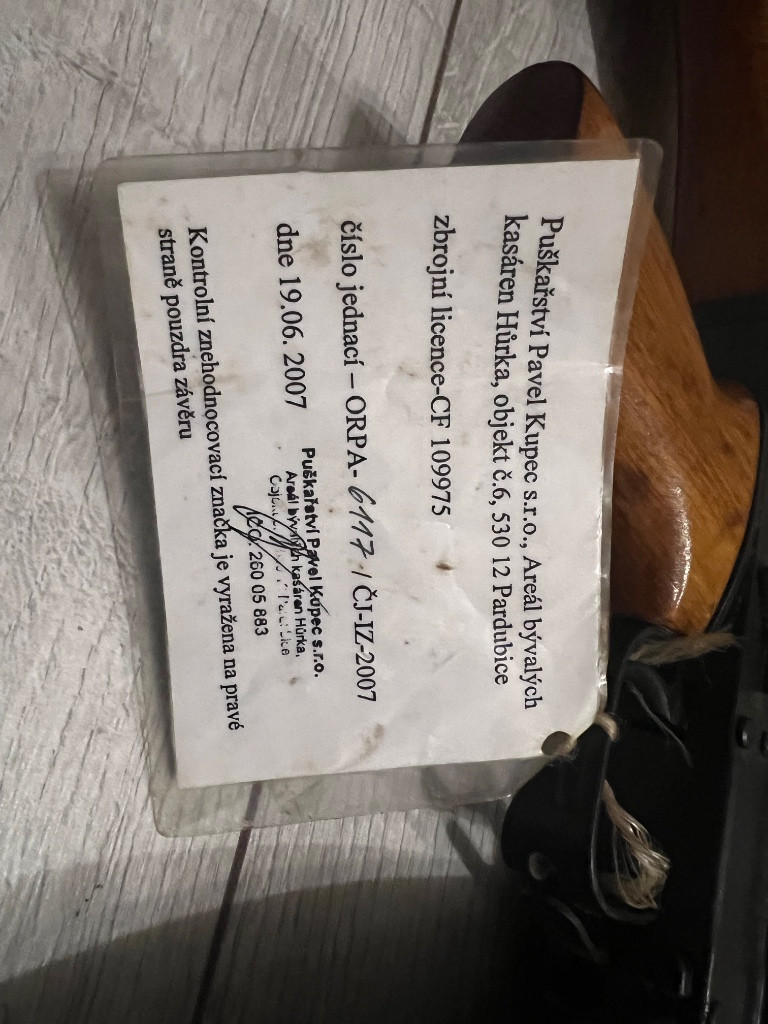 Puškařství Pavel Kupec s.r.o., Areál bývalých
kasáren Hůrka, objekt č.6, 530 12 Pardubice
zbrojní licence-CF 109975
číslo jednací – ORPA- 6117 / ČJ-IZ-2007
dne 19.06. 2007
Puškařství Pavel Kupec s.r.o.
Areál bývalých kasáren Hůrka,
260 05 883
Kontrolní znehodnocovací značka je vyražena na pravé
straně pouzdra závěru